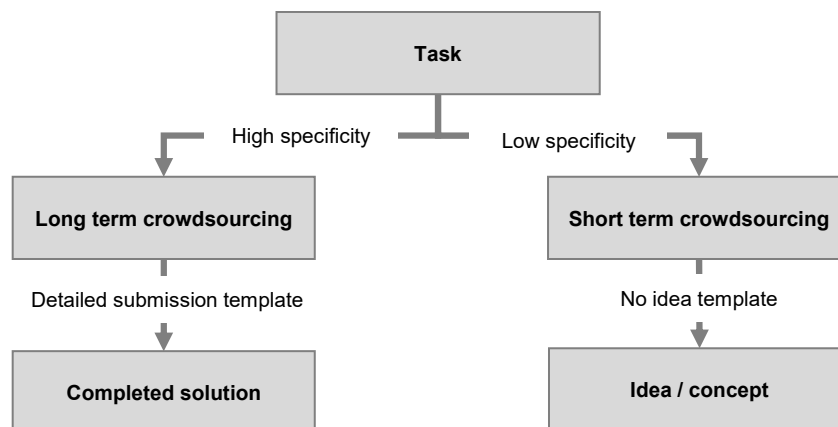 Task
High specificity
Low specificity
Long term crowdsourcing
Short term crowdsourcing
Detailed submission template
No idea template
Completed solution
Idea / concept